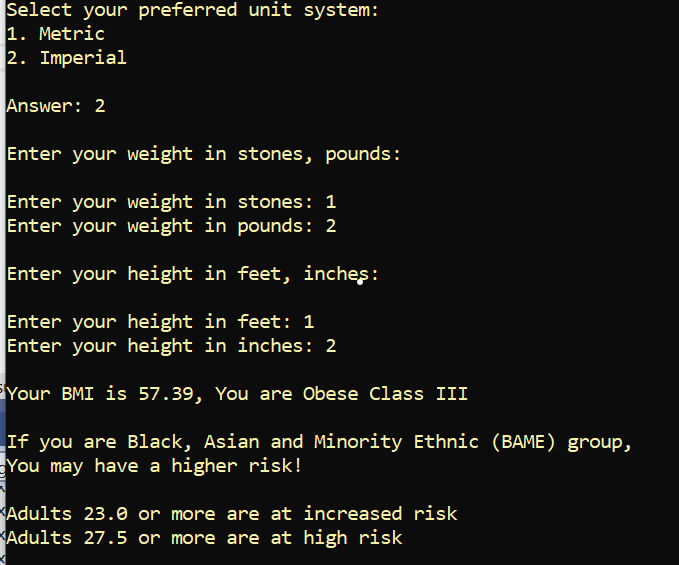 Select your preferred unit system:
1. Metric
2. Imperial
Answer: 2
Enter your weight in stones, pounds:
Enter your weight in stones: 1
Enter your weight in pounds: 2
Enter your height in feet, inches:
Enter your height in feet: 1
Enter your height in inches: 2
Your BMI is 57.39, You are Obese Class III
If you are Black, Asian and Minority Ethnic (BAME) group,
You may have a higher risk!
Adults 23.0 or more are at increased risk
Adults 27.5 or more are at high risk